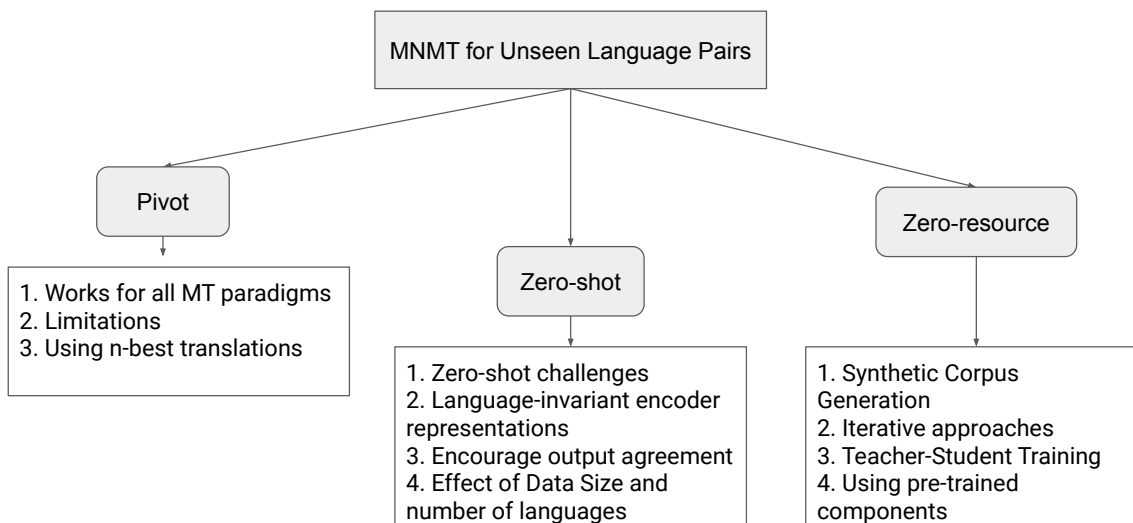 MNMT for Unseen Language Pairs
Pivot
1. Works for all MT paradigms
2. Limitations
3. Using n-best translations
Zero-shot
1. Zero-shot challenges
2. Language-invariant encoder
representations
3. Encourage output agreement
4. Effect of Data Size and
number of languages
Zero-resource
1. Synthetic Corpus
Generation
2. Iterative approaches
3. Teacher-Student Training
4. Using pre-trained
components